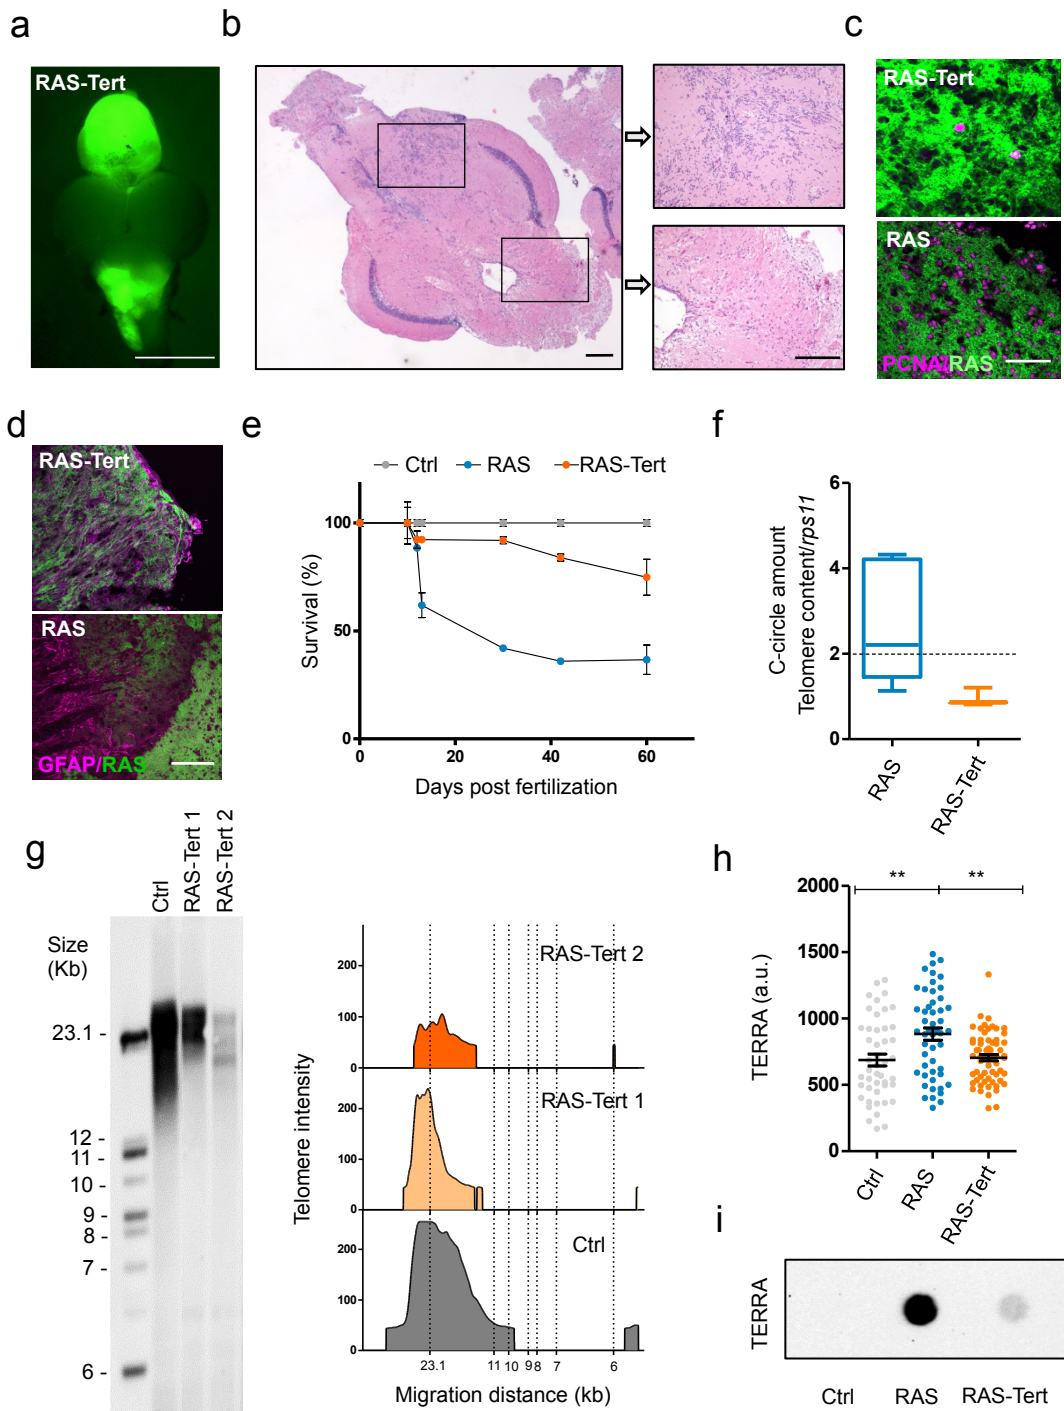 a
RAS-Tert
b
c
RAS-Tert
RAS
PCNA/RAS
d
RAS-Tert
RAS
GFAP/RAS
e
Ctrl RAS RAS-Tert
Survival (%)
100
50
0
0 20 40 60
Days post fertilization
f
C-circle amount
Telomere content/rps11
6
4
2
0
RAS
RAS-Tert
g
Ctrl
RAS-Tert 1
RAS-Tert 2
Size
(Kb)
23.1 -
12 -
11 -
10 -
9 -
8 -
7 -
6 -
Telomere intensity
200
100
0
RAS-Tert 2
200
100
0
RAS-Tert 1
200
100
0
Ctrl
23.1 11 10 9 8 7 6
Migration distance (kb)
h
** **
TERRA (a.u.)
2000
1500
1000
500
0
Ctrl
RAS
RAS-Tert
i
TERRA
Ctrl RAS RAS-Tert